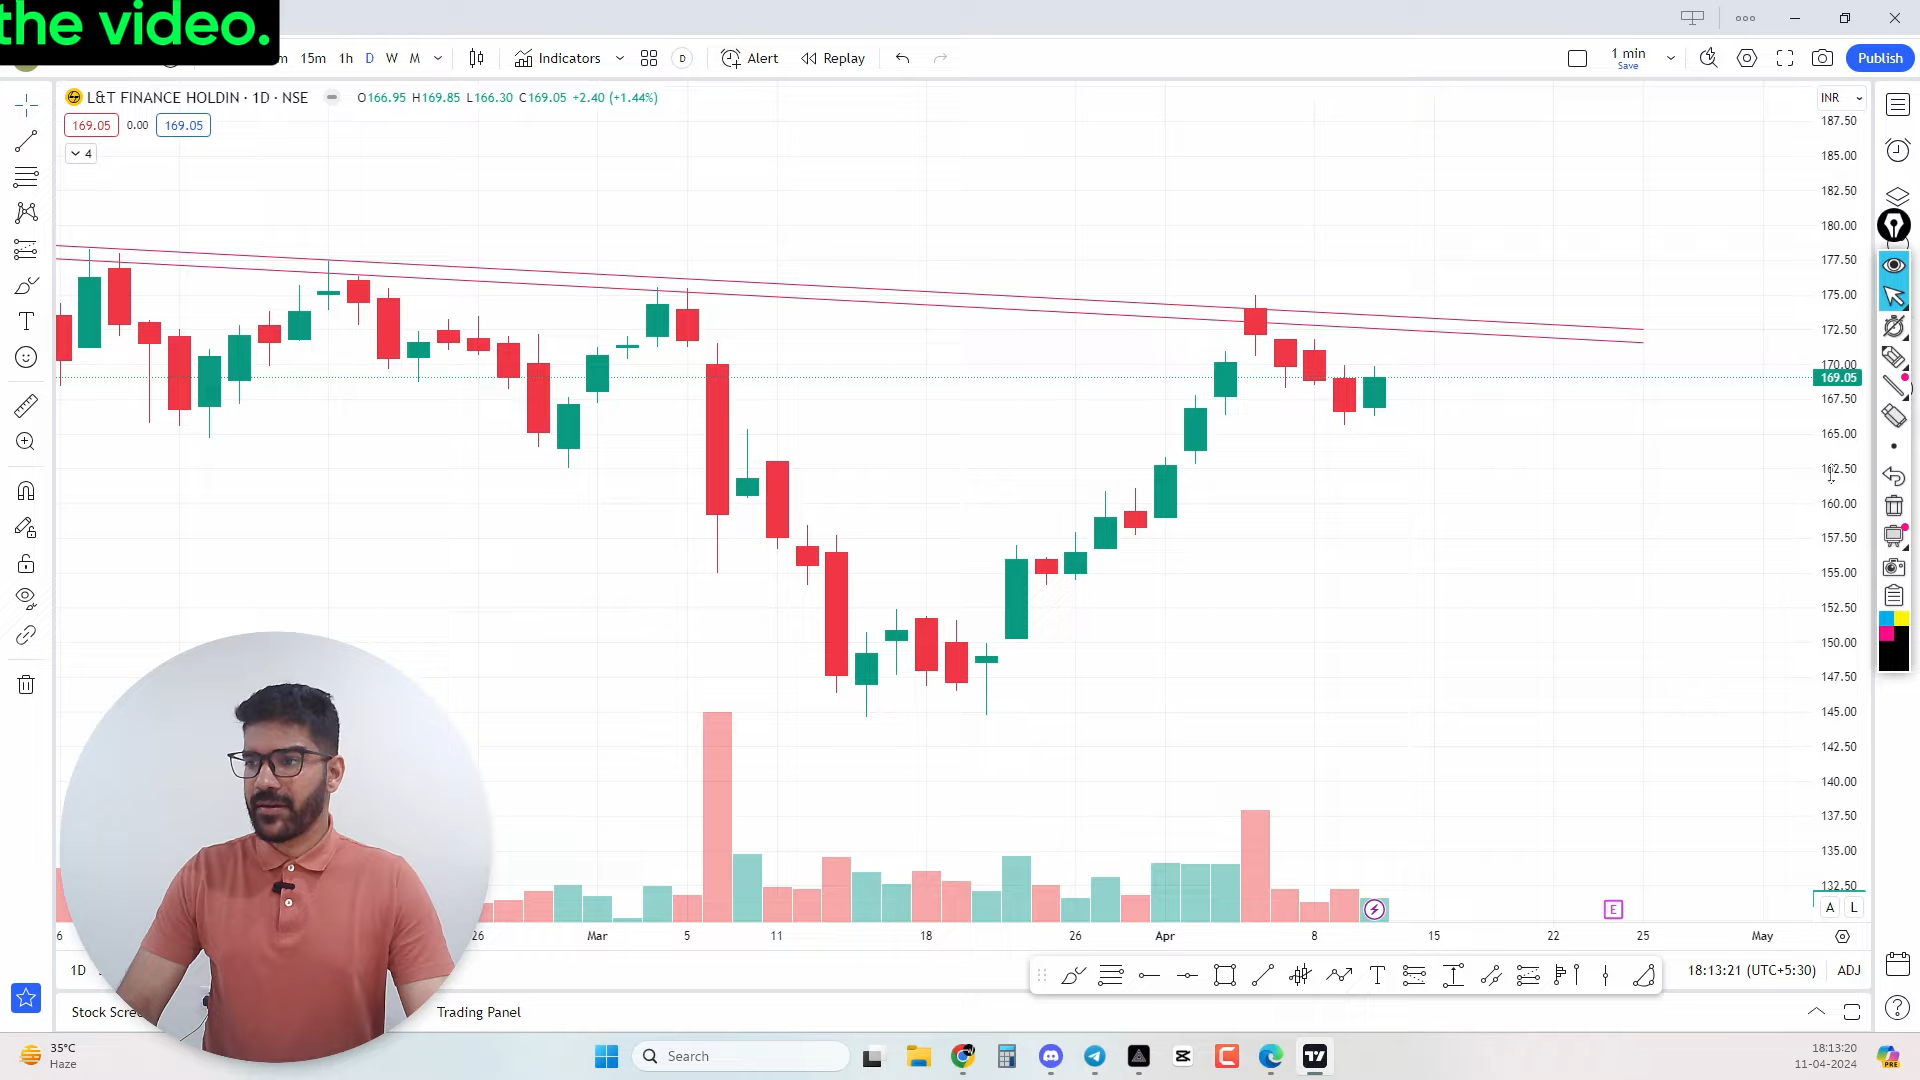 the video.
15m 1h D W M
Indicators
D
Alert
Replay
1 min
Save
Publish
L&T FINANCE HOLDIN · 1D · NSE
O166.95 H169.85 L166.30 C169.05 +2.40 (+1.44%)
INR
169.05 0.00 169.05
4
187.50
185.00
182.50
180.00
177.50
175.00
172.50
170.00
169.05
167.50
165.00
162.50
160.00
157.50
155.00
152.50
150.00
147.50
145.00
142.50
140.00
137.50
135.00
132.50
A L
E
6 26 Mar 5 11 18 26 Apr 8 15 22 25 May
1D
18:13:21 (UTC+5:30) ADJ
Trading Panel
35°C
Haze
Search
18:13:20
11-04-2024
PRE